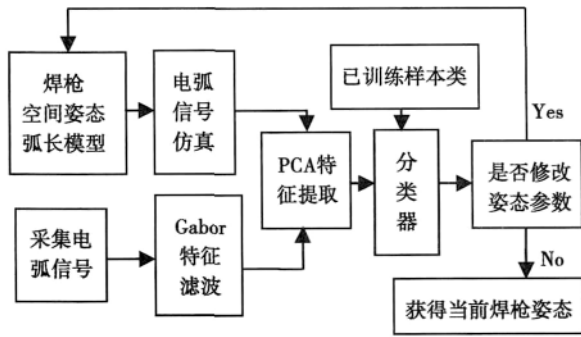 焊枪
空间姿态
弧长模型
电弧
信号
仿真
已训练样本类
Yes
PCA特
征提取
分
类
器
是否修改
姿态参数
采集电
弧信号
Gabor
特征
滤波
No
获得当前焊枪姿态